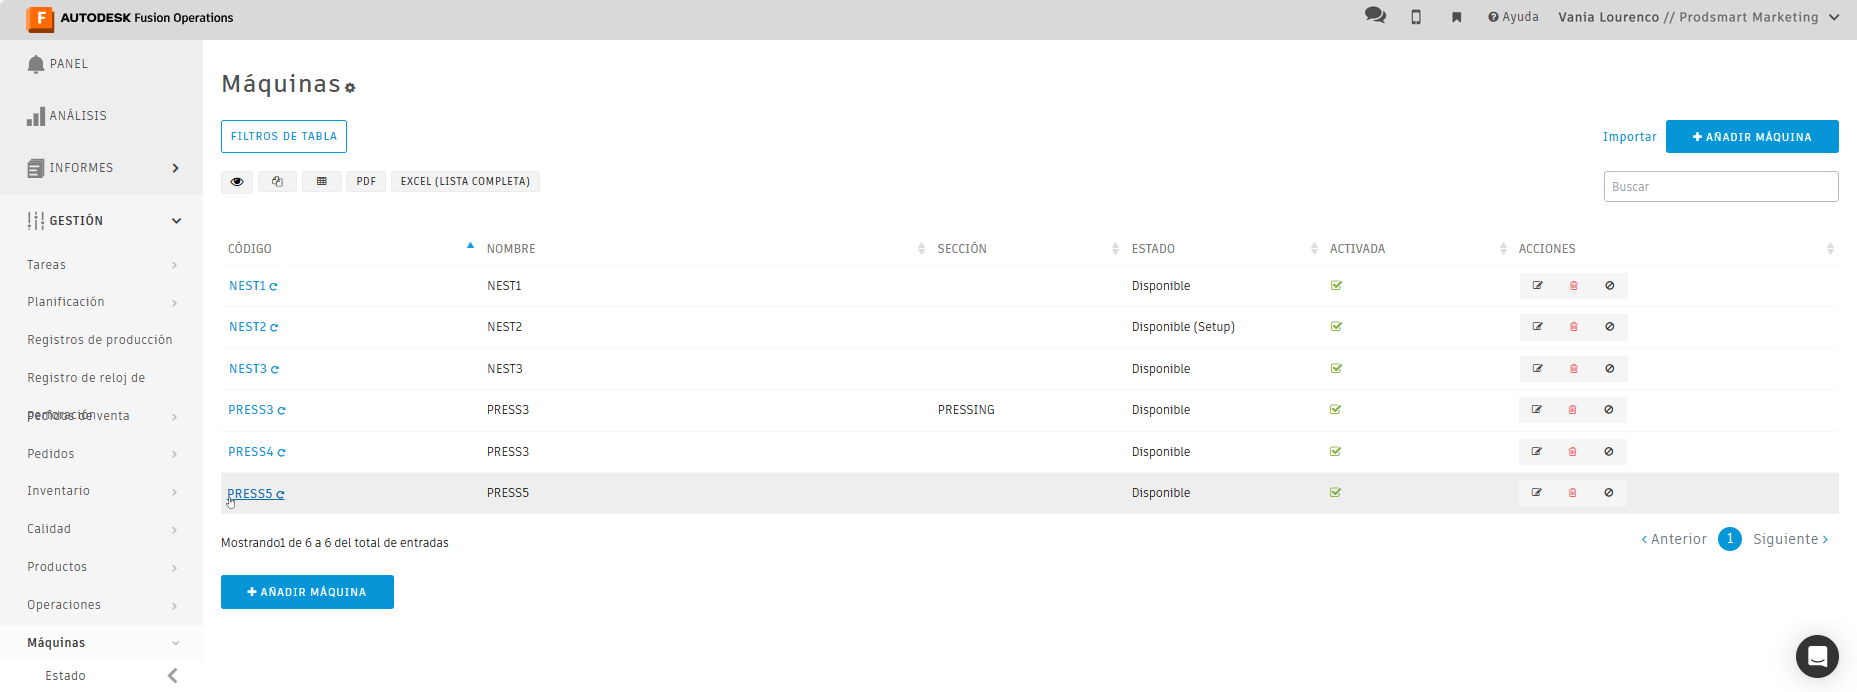 AUTODESK Fusion Operations
Ayuda
Vania Lourenco // Prodsmart Marketing
PANEL
ANÁLISIS
INFORMES
GESTIÓN
Tareas
Planificación
Registros de producción
Registro de reloj de
perforación
Pedidos de venta
Pedidos
Inventario
Calidad
Productos
Operaciones
Máquinas
Estado
Máquinas
FILTROS DE TABLA
Importar
AÑADIR MÁQUINA
PDF
EXCEL (LISTA COMPLETA)
Buscar
CÓDIGO NOMBRE SECCIÓN ESTADO ACTIVADA ACCIONES
NEST1 NEST1 Disponible
NEST2 NEST2 Disponible (Setup)
NEST3 NEST3 Disponible
PRESS3 PRESS3 PRESSING Disponible
PRESS4 PRESS3 Disponible
PRESS5 PRESS5 Disponible
Mostrando1 de 6 a 6 del total de entradas
Anterior 1 Siguiente
AÑADIR MÁQUINA